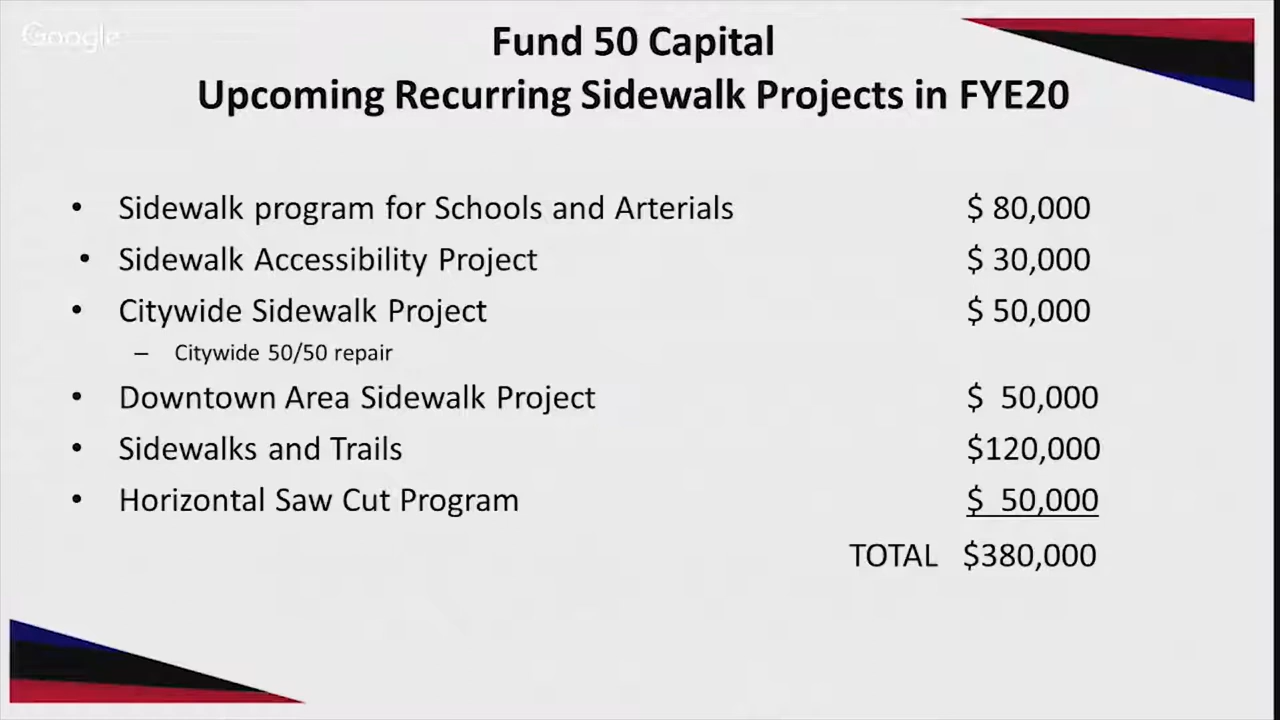 Google
Fund 50 Capital
Upcoming Recurring Sidewalk Projects in FYE20
• Sidewalk program for Schools and Arterials $ 80,000
• Sidewalk Accessibility Project $ 30,000
• Citywide Sidewalk Project $ 50,000
– Citywide 50/50 repair
• Downtown Area Sidewalk Project $ 50,000
• Sidewalks and Trails $120,000
• Horizontal Saw Cut Program $ 50,000
TOTAL $380,000